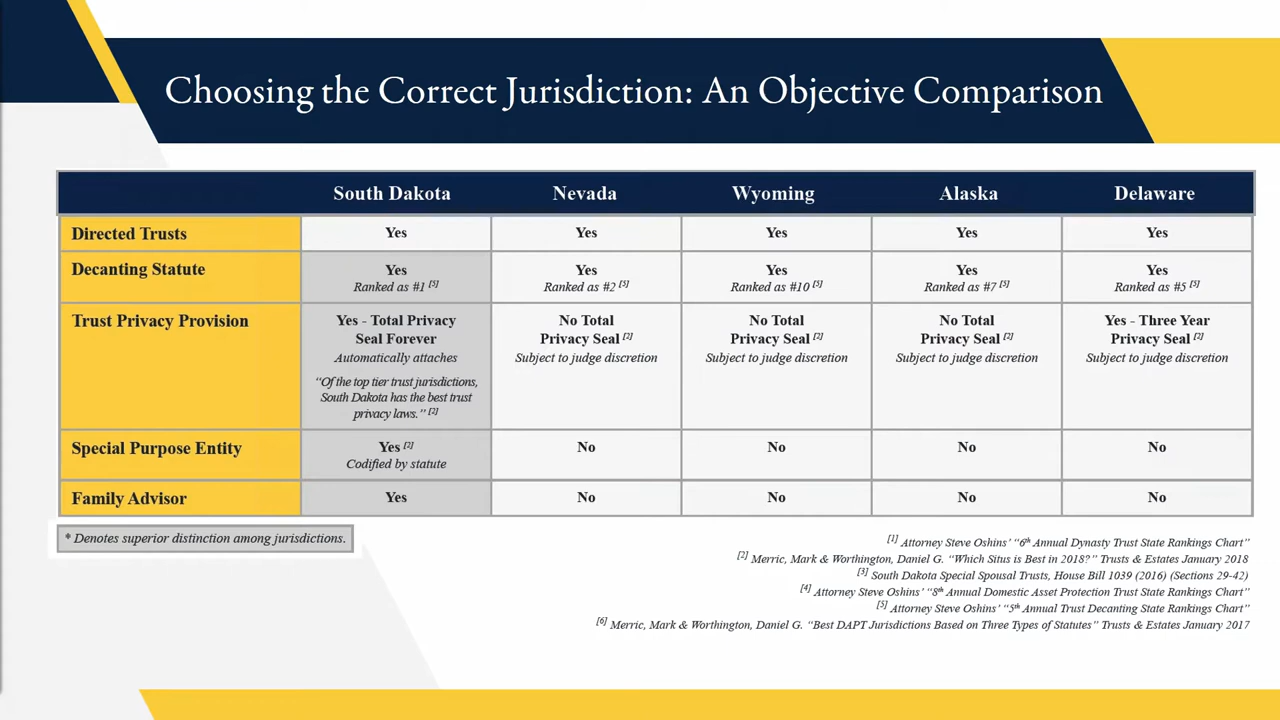 Choosing the Correct Jurisdiction: An Objective Comparison
South Dakota Nevada Wyoming Alaska Delaware
Directed Trusts Yes Yes Yes Yes Yes
Decanting Statute Yes Yes Yes Yes Yes
Ranked as #1 [5] Ranked as #2 [5] Ranked as #10 [5] Ranked as #7 [5] Ranked as #5 [5]
Trust Privacy Provision Yes - Total Privacy No Total No Total No Total Yes - Three Year
Seal Forever Privacy Seal [2] Privacy Seal [2] Privacy Seal [2] Privacy Seal [2]
Automatically attaches Subject to judge discretion Subject to judge discretion Subject to judge discretion Subject to judge discretion
“Of the top tier trust jurisdictions,
South Dakota has the best trust
privacy laws.” [2]
Special Purpose Entity Yes [2] No No No No
Codified by statute
Family Advisor Yes No No No No
* Denotes superior distinction among jurisdictions.
[1] Attorney Steve Oshins’ “6th Annual Dynasty Trust State Rankings Chart”
[2] Merric, Mark & Worthington, Daniel G. “Which Situs is Best in 2018?” Trusts & Estates January 2018
[3] South Dakota Special Spousal Trusts, House Bill 1039 (2016) (Sections 29-42)
[4] Attorney Steve Oshins’ “8th Annual Domestic Asset Protection Trust State Rankings Chart”
[5] Attorney Steve Oshins’ “5th Annual Trust Decanting State Rankings Chart”
[6] Merric, Mark & Worthington, Daniel G. “Best DAPT Jurisdictions Based on Three Types of Statutes” Trusts & Estates January 2017